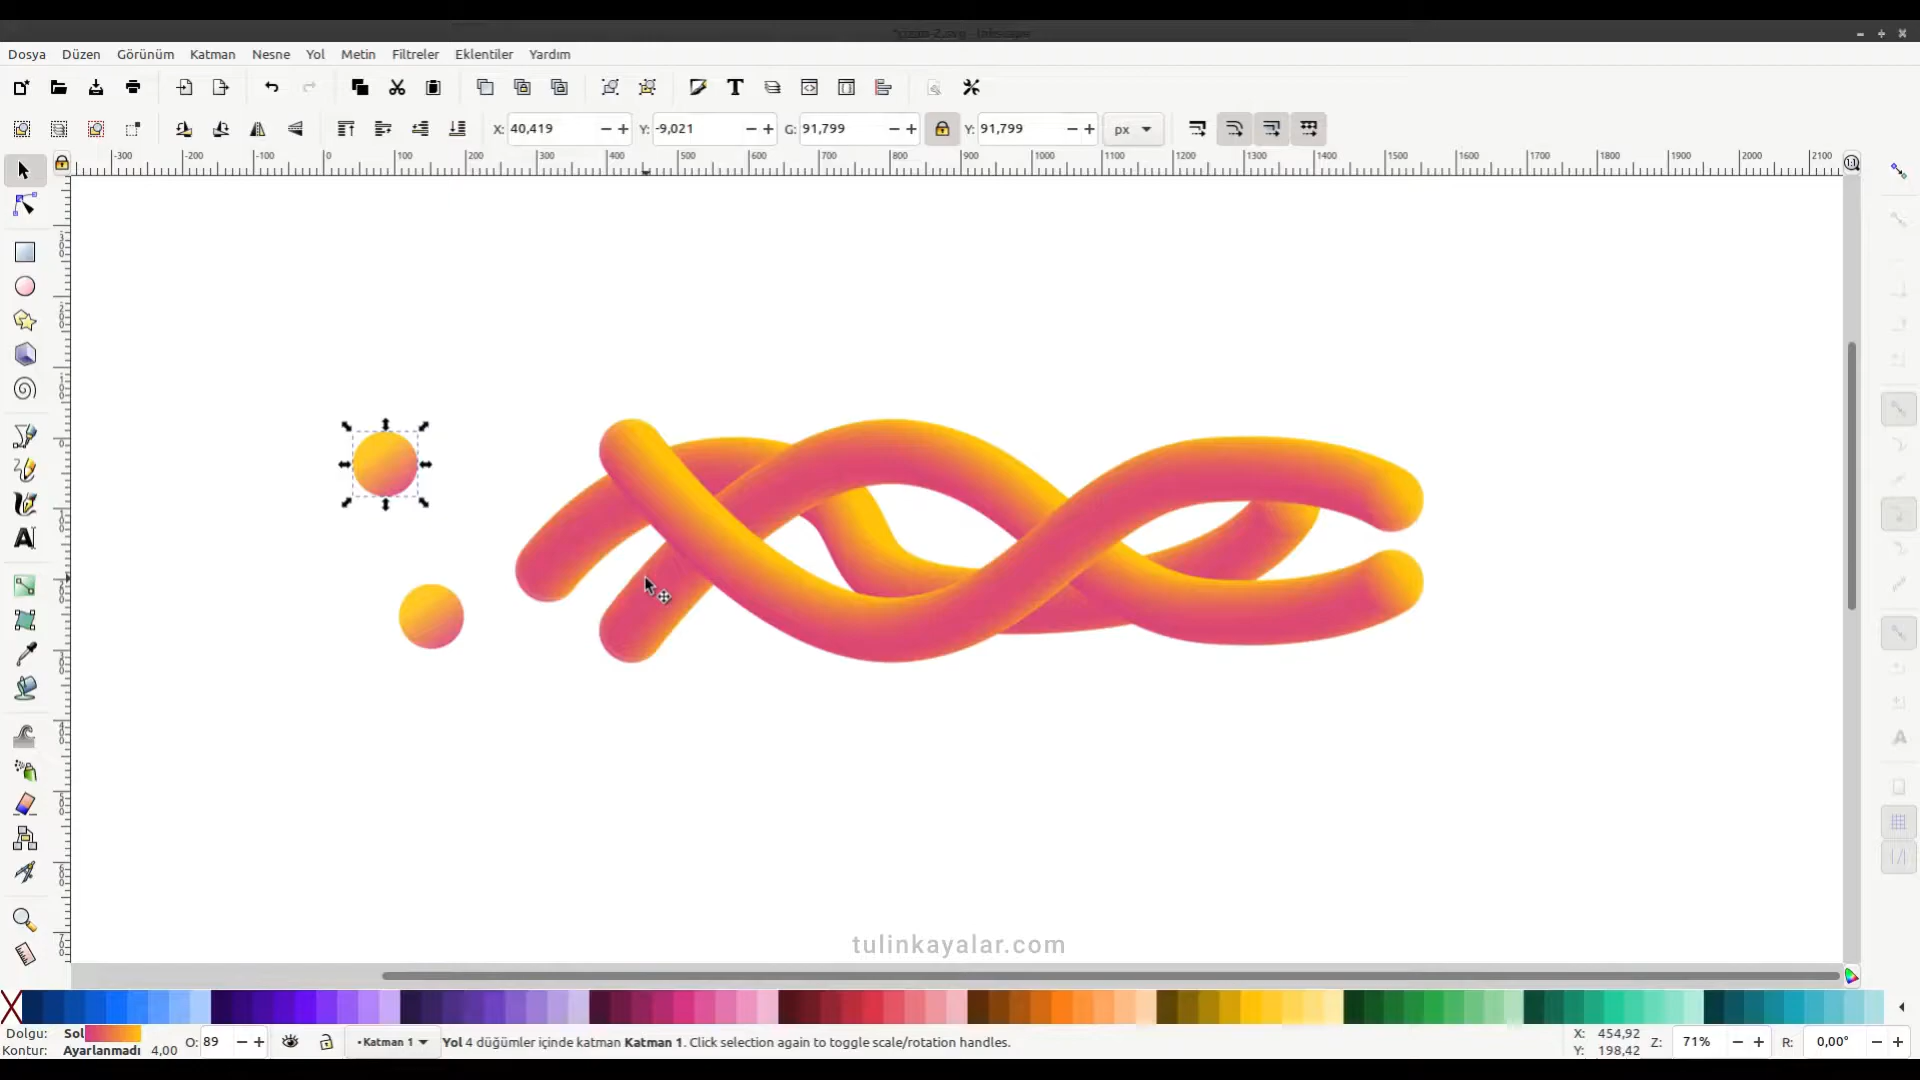 *çizim-2.svg - Inkscape
Dosya Düzen Görünüm Katman Nesne Yol Metin Filtreler Eklentiler Yardım
X: 40,419 Y: -9,021 G: 91,799 Y: 91,799 px
-300 -200 -100 0 100 200 300 400 500 600 700 800 900 1000 1100 1200 1300 1400 1500 1600 1700 1800 1900 2000 2100
tulinkayalar.com
Dolgu: Sol O: 89 •Katman 1 Yol 4 düğümler içinde katman Katman 1. Click selection again to toggle scale/rotation handles. X: 454,92 Z: 71% R: 0,00°
Kontur: Ayarlanmadı 4,00 Y: 198,42